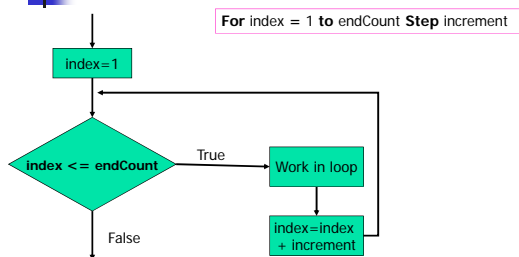 For index = 1 to endCount Step increment
index=1
index <= endCount
True
Work in loop
index=index
+ increment
False